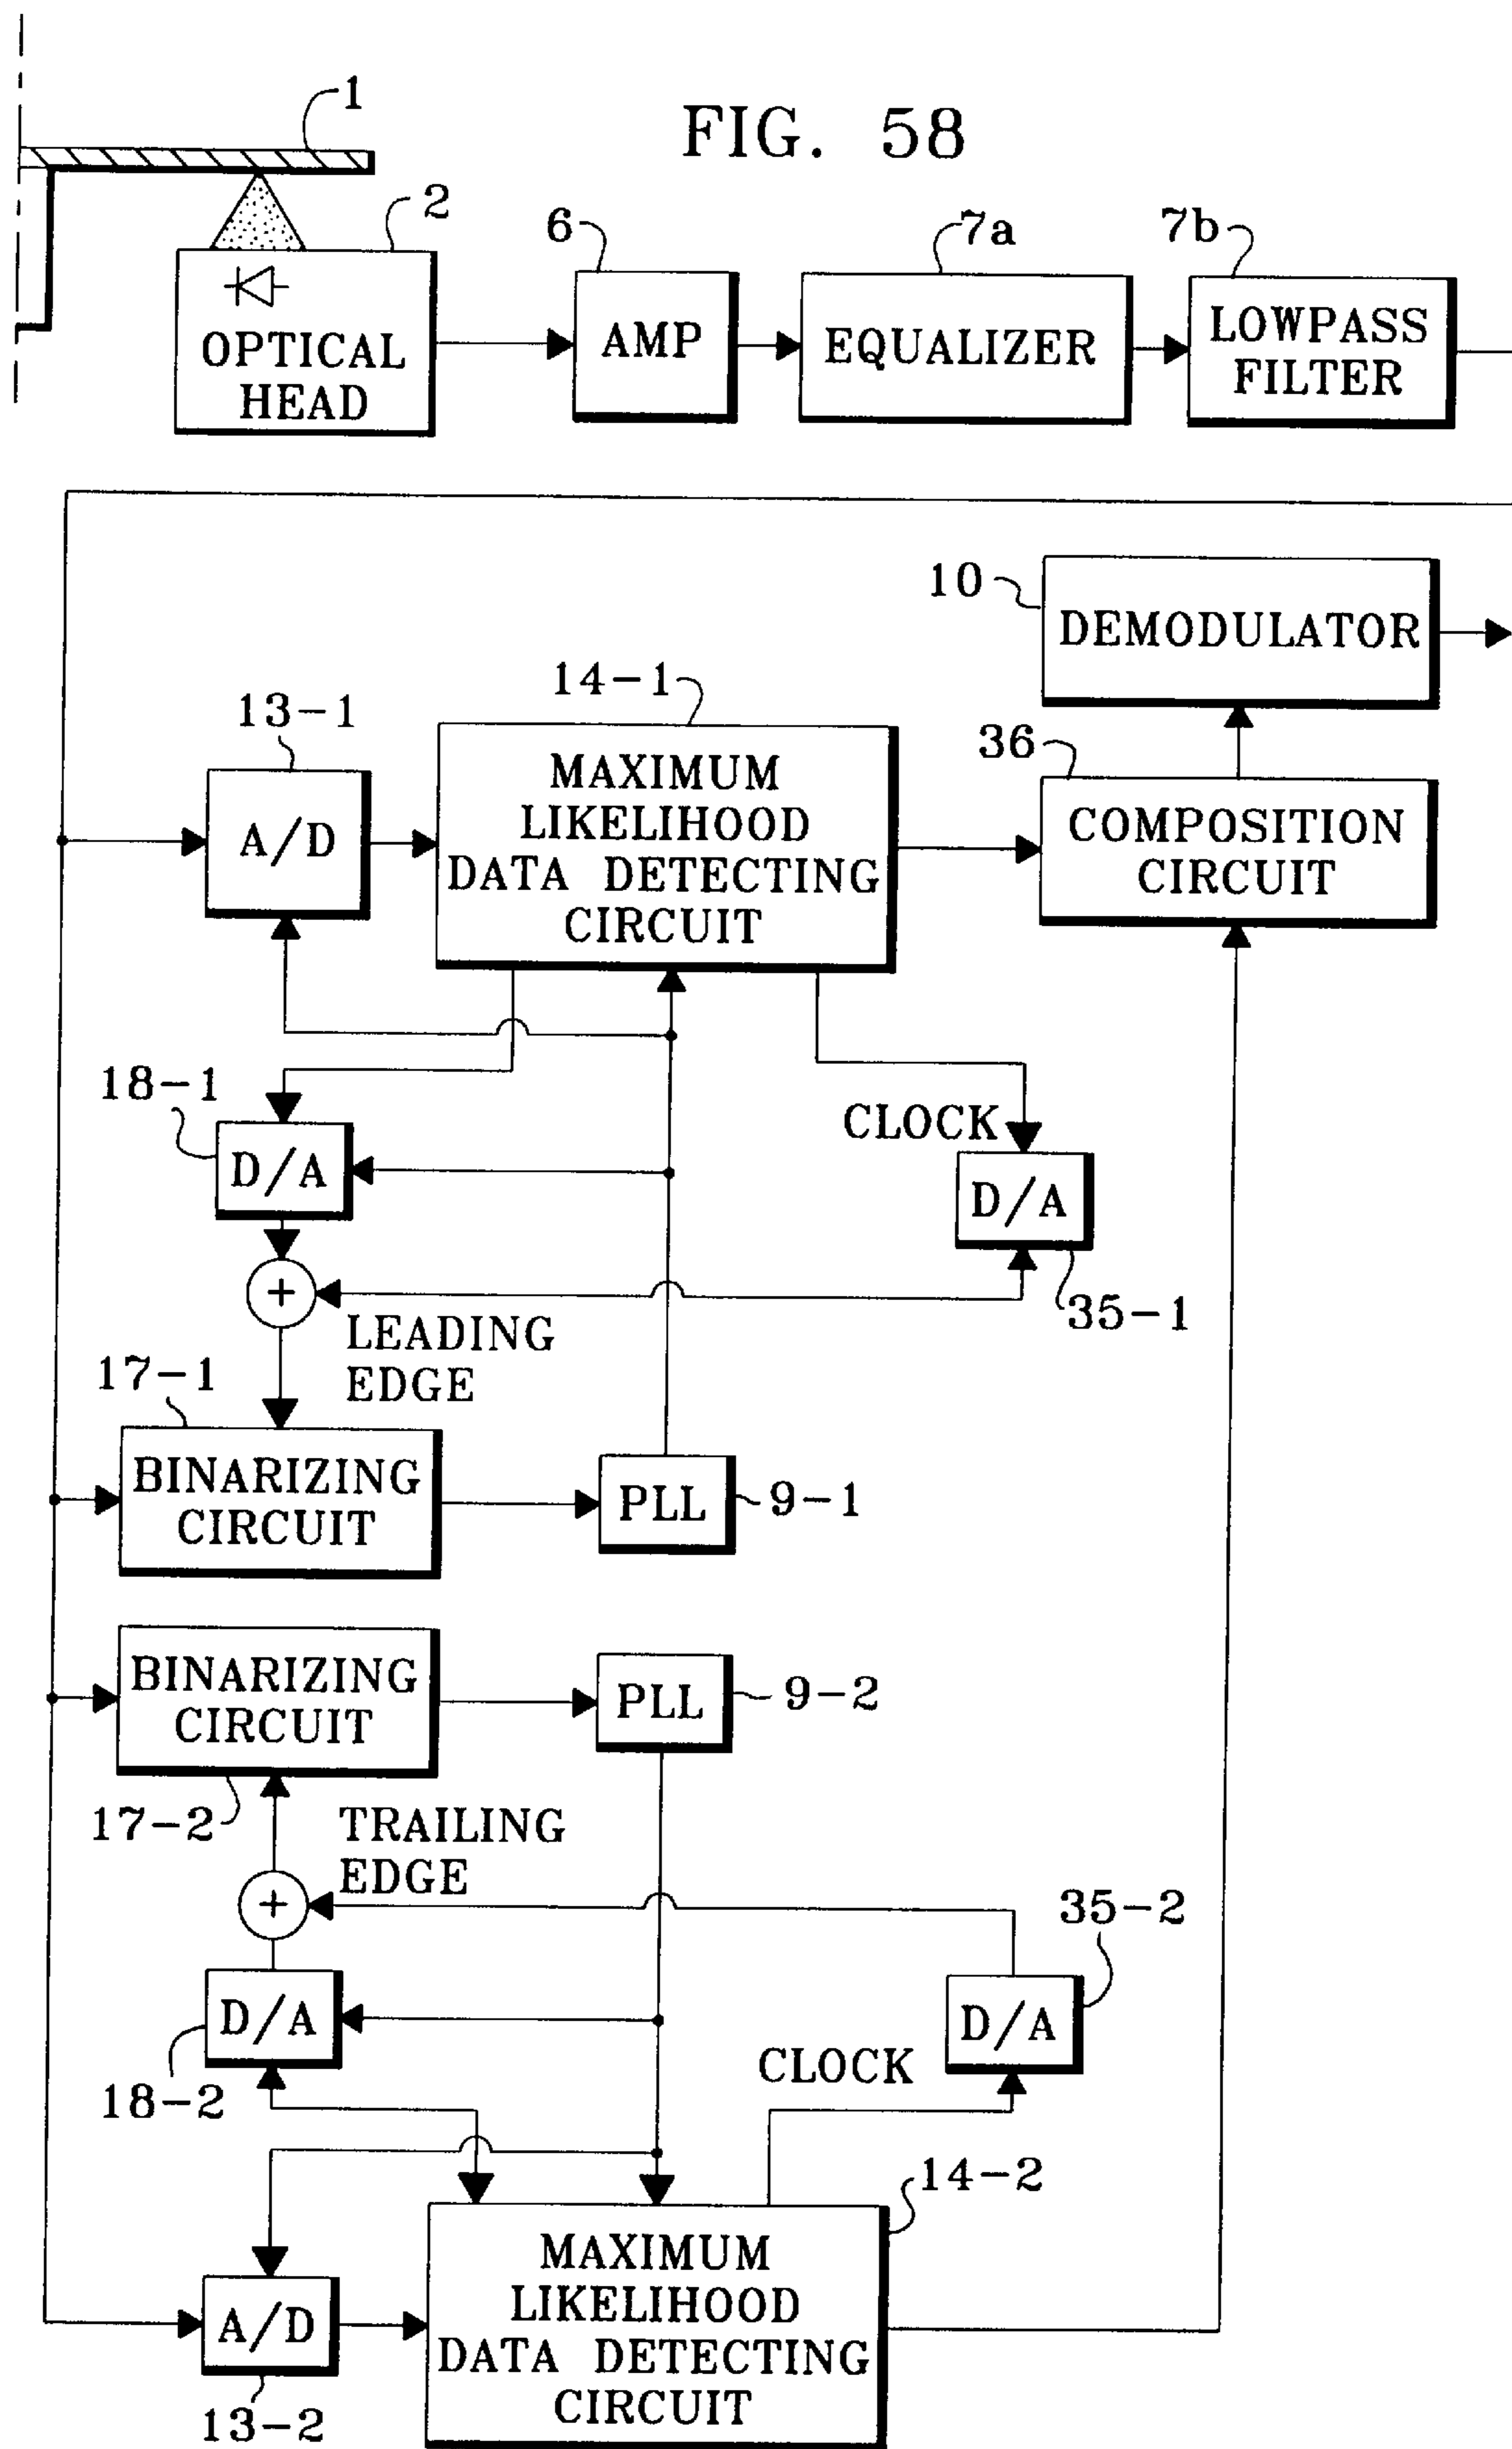 FIG. 58
1
2
6
7a
7b
OPTICAL
HEAD
AMP
EQUALIZER
LOWPASS
FILTER
10
DEMODULATOR
14-1
13-1
36
A/D
MAXIMUM
LIKELIHOOD
DATA DETECTING
CIRCUIT
COMPOSITION
CIRCUIT
18-1
CLOCK
D/A
D/A
+
35-1
LEADING
EDGE
17-1
BINARIZING
CIRCUIT
PLL
9-1
BINARIZING
CIRCUIT
PLL
9-2
17-2
TRAILING
EDGE
+
35-2
D/A
D/A
CLOCK
18-2
14-2
A/D
MAXIMUM
LIKELIHOOD
DATA DETECTING
CIRCUIT
13-2